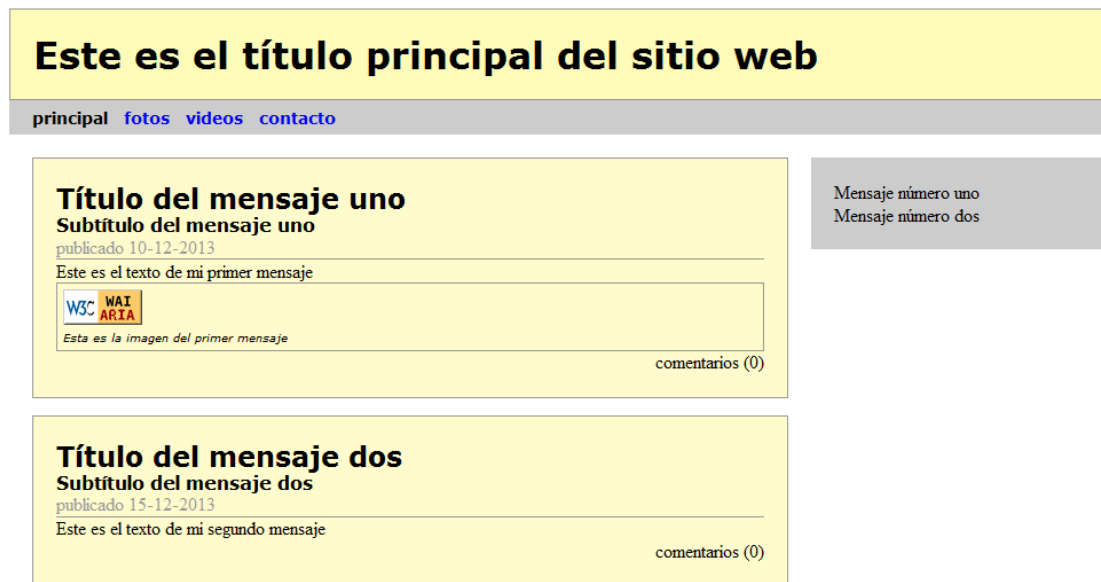 Este es el título principal del sitio web
principal fotos videos contacto
Título del mensaje uno
Subtítulo del mensaje uno
publicado 10-12-2013
Este es el texto de mi primer mensaje
W3C WAI
ARIA
Esta es la imagen del primer mensaje
comentarios (0)
Título del mensaje dos
Subtítulo del mensaje dos
publicado 15-12-2013
Este es el texto de mi segundo mensaje
comentarios (0)
Mensaje número uno
Mensaje número dos